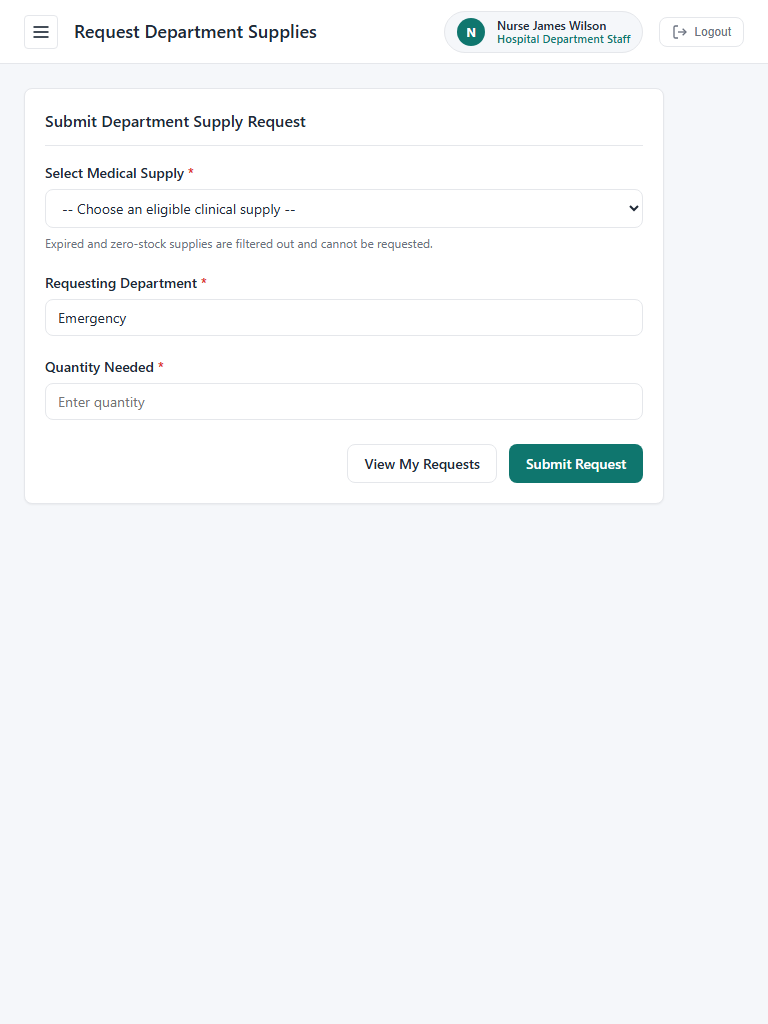 Request Department Supplies
N
Nurse James Wilson
Hospital Department Staff
Logout
Submit Department Supply Request
Select Medical Supply *
-- Choose an eligible clinical supply --
Expired and zero-stock supplies are filtered out and cannot be requested.
Requesting Department *
Emergency
Quantity Needed *
Enter quantity
View My Requests
Submit Request